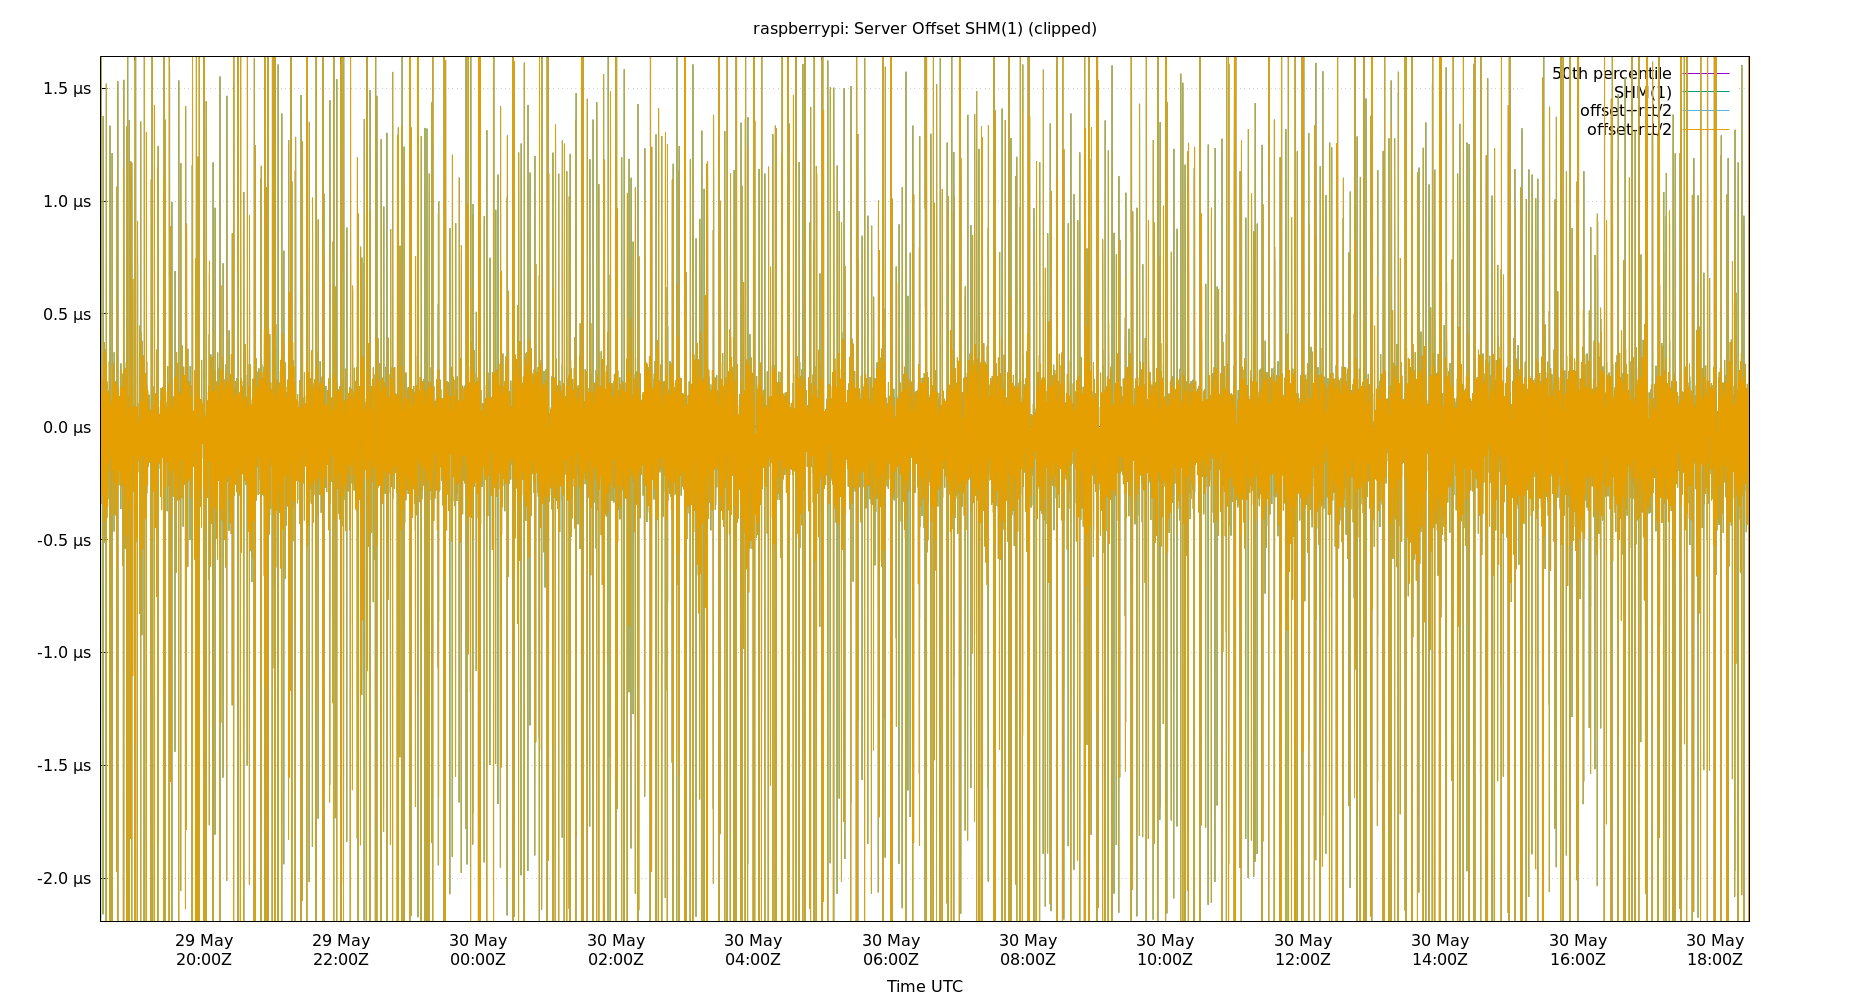 raspberrypi: Server Offset SHM(1) (clipped)
1.5 µs
1.0 µs
0.5 µs
0.0 µs
-0.5 µs
-1.0 µs
-1.5 µs
-2.0 µs
50th percentile
SHM(1)
offset+-rtt/2
offset-rtt/2
29 May 29 May 30 May 30 May 30 May 30 May 30 May 30 May 30 May 30 May 30 May 30 May
20:00Z 22:00Z 00:00Z 02:00Z 04:00Z 06:00Z 08:00Z 10:00Z 12:00Z 14:00Z 16:00Z 18:00Z
Time UTC